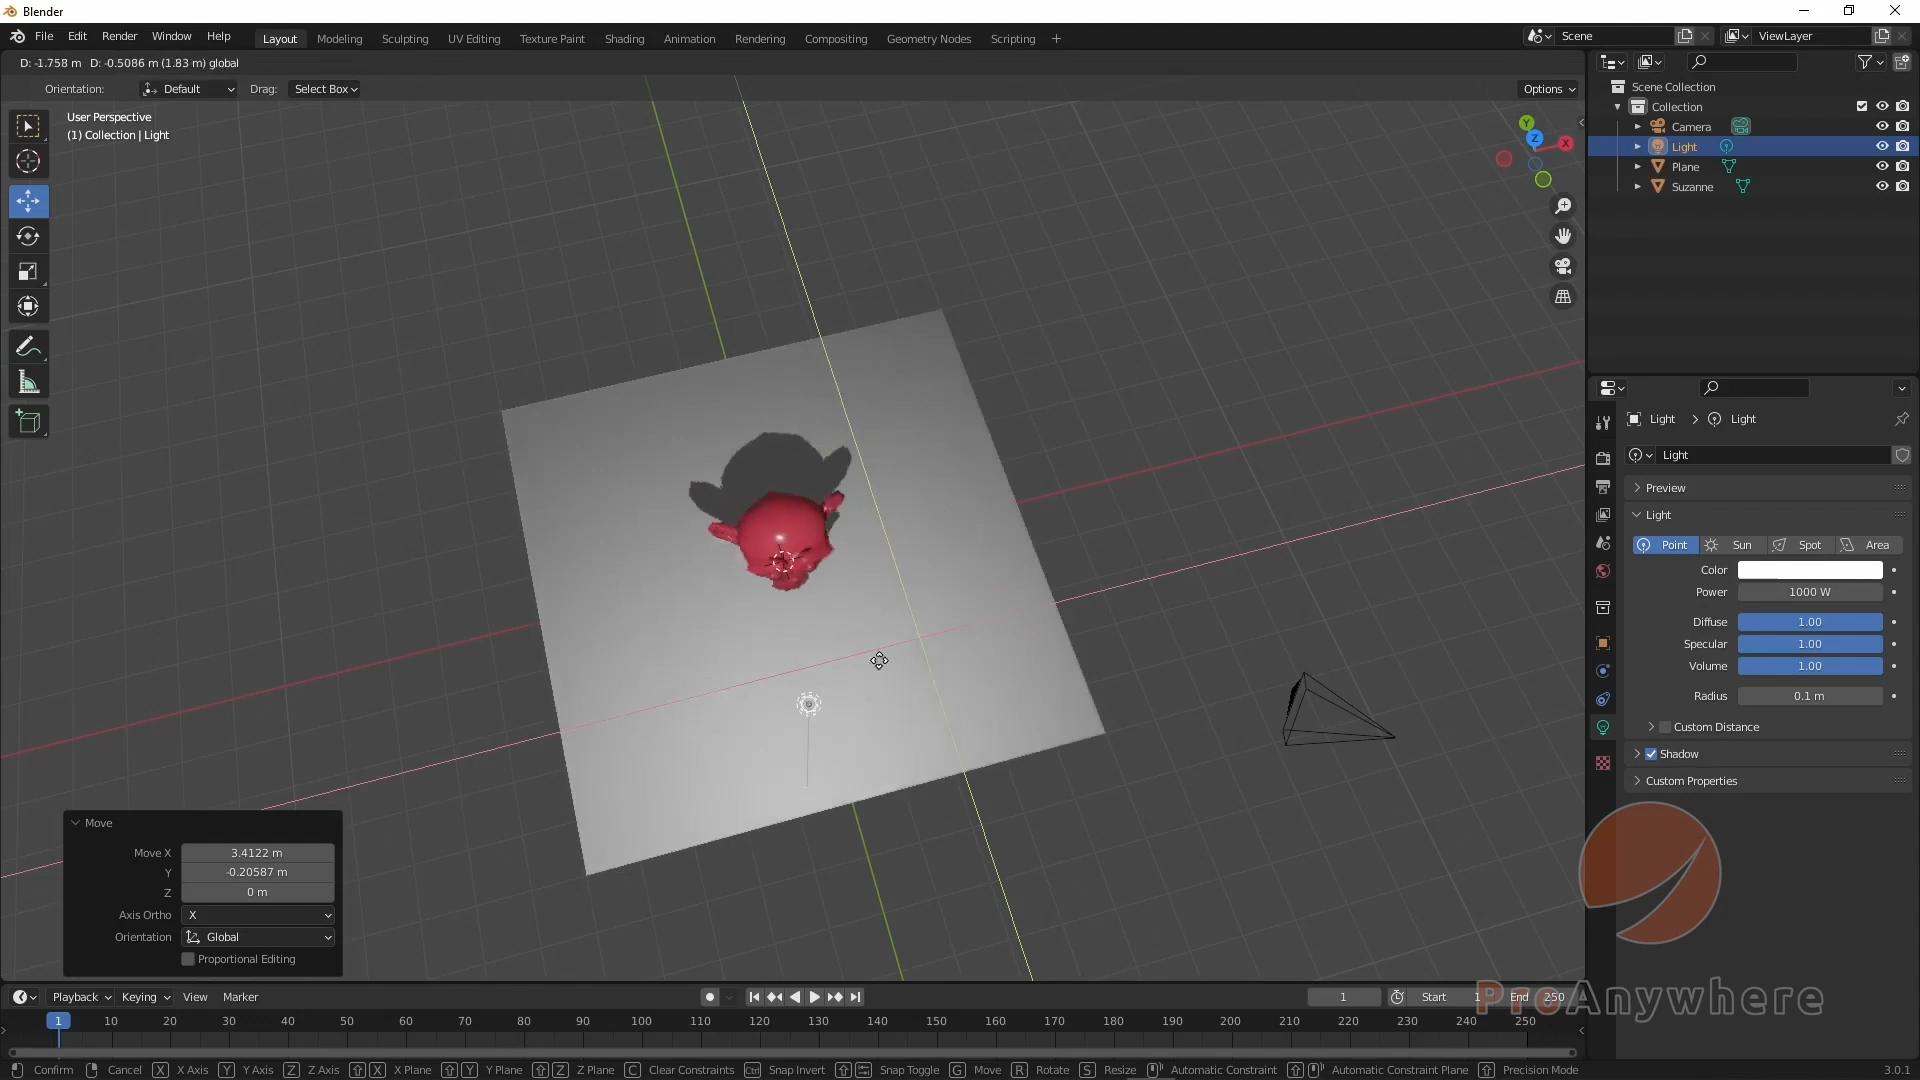 Blender
File Edit Render Window Help Layout Modeling Sculpting UV Editing Texture Paint Shading Animation Rendering Compositing Geometry Nodes Scripting + Scene ViewLayer
D: -1.758 m D: -0.5086 m (1.83 m) global
Orientation: Default Drag: Select Box Options
User Perspective
(1) Collection | Light
Y
Z
X
Scene Collection
Collection
Camera
Light
Plane
Suzanne
Light > Light
Light
Preview
Light
Point Sun Spot Area
Color
Power 1000 W
Diffuse 1.00
Specular 1.00
Volume 1.00
Radius 0.1 m
Custom Distance
Shadow
Custom Properties
Move
Move X 3.4122 m
Y -0.20587 m
Z 0 m
Axis Ortho X
Orientation Global
Proportional Editing
Playback Keying View Marker 1 Start 1 End 250
ProAnywhere
1 10 20 30 40 50 60 70 80 90 100 110 120 130 140 150 160 170 180 190 200 210 220 230 240 250
Confirm Cancel X X Axis Y Y Axis Z Z Axis X X Plane Y Y Plane Z Z Plane C Clear Constraints Ctrl Snap Invert Snap Toggle G Move R Rotate S Resize Automatic Constraint Automatic Constraint Plane Precision Mode 3.0.1